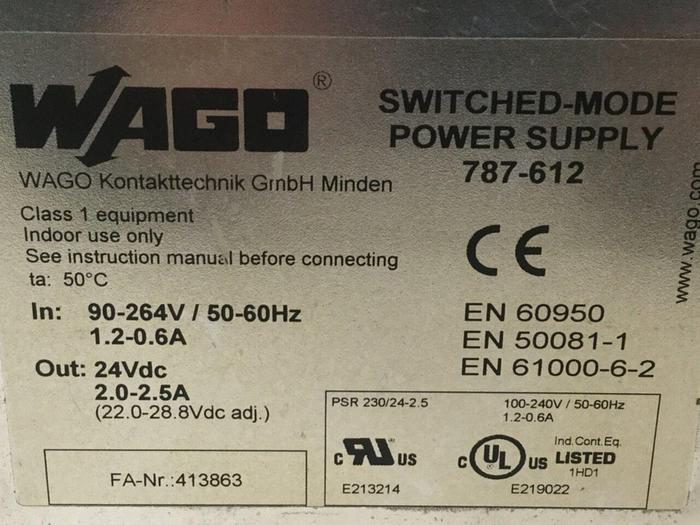 WAGO ®
SWITCHED-MODE
POWER SUPPLY
787-612
WAGO Kontakttechnik GmbH Minden
Class 1 equipment
Indoor use only
See instruction manual before connecting
ta: 50°C
In: 90-264V / 50-60Hz
1.2-0.6A
Out: 24Vdc
2.0-2.5A
(22.0-28.8Vdc adj.)
FA-Nr.:413863
CE
EN 60950
EN 50081-1
EN 61000-6-2
PSR 230/24-2.5
100-240V / 50-60Hz
1.2-0.6A
c RU us
E213214
c UL us
Ind.Cont.Eq.
LISTED
1HD1
E219022
www.wago.com